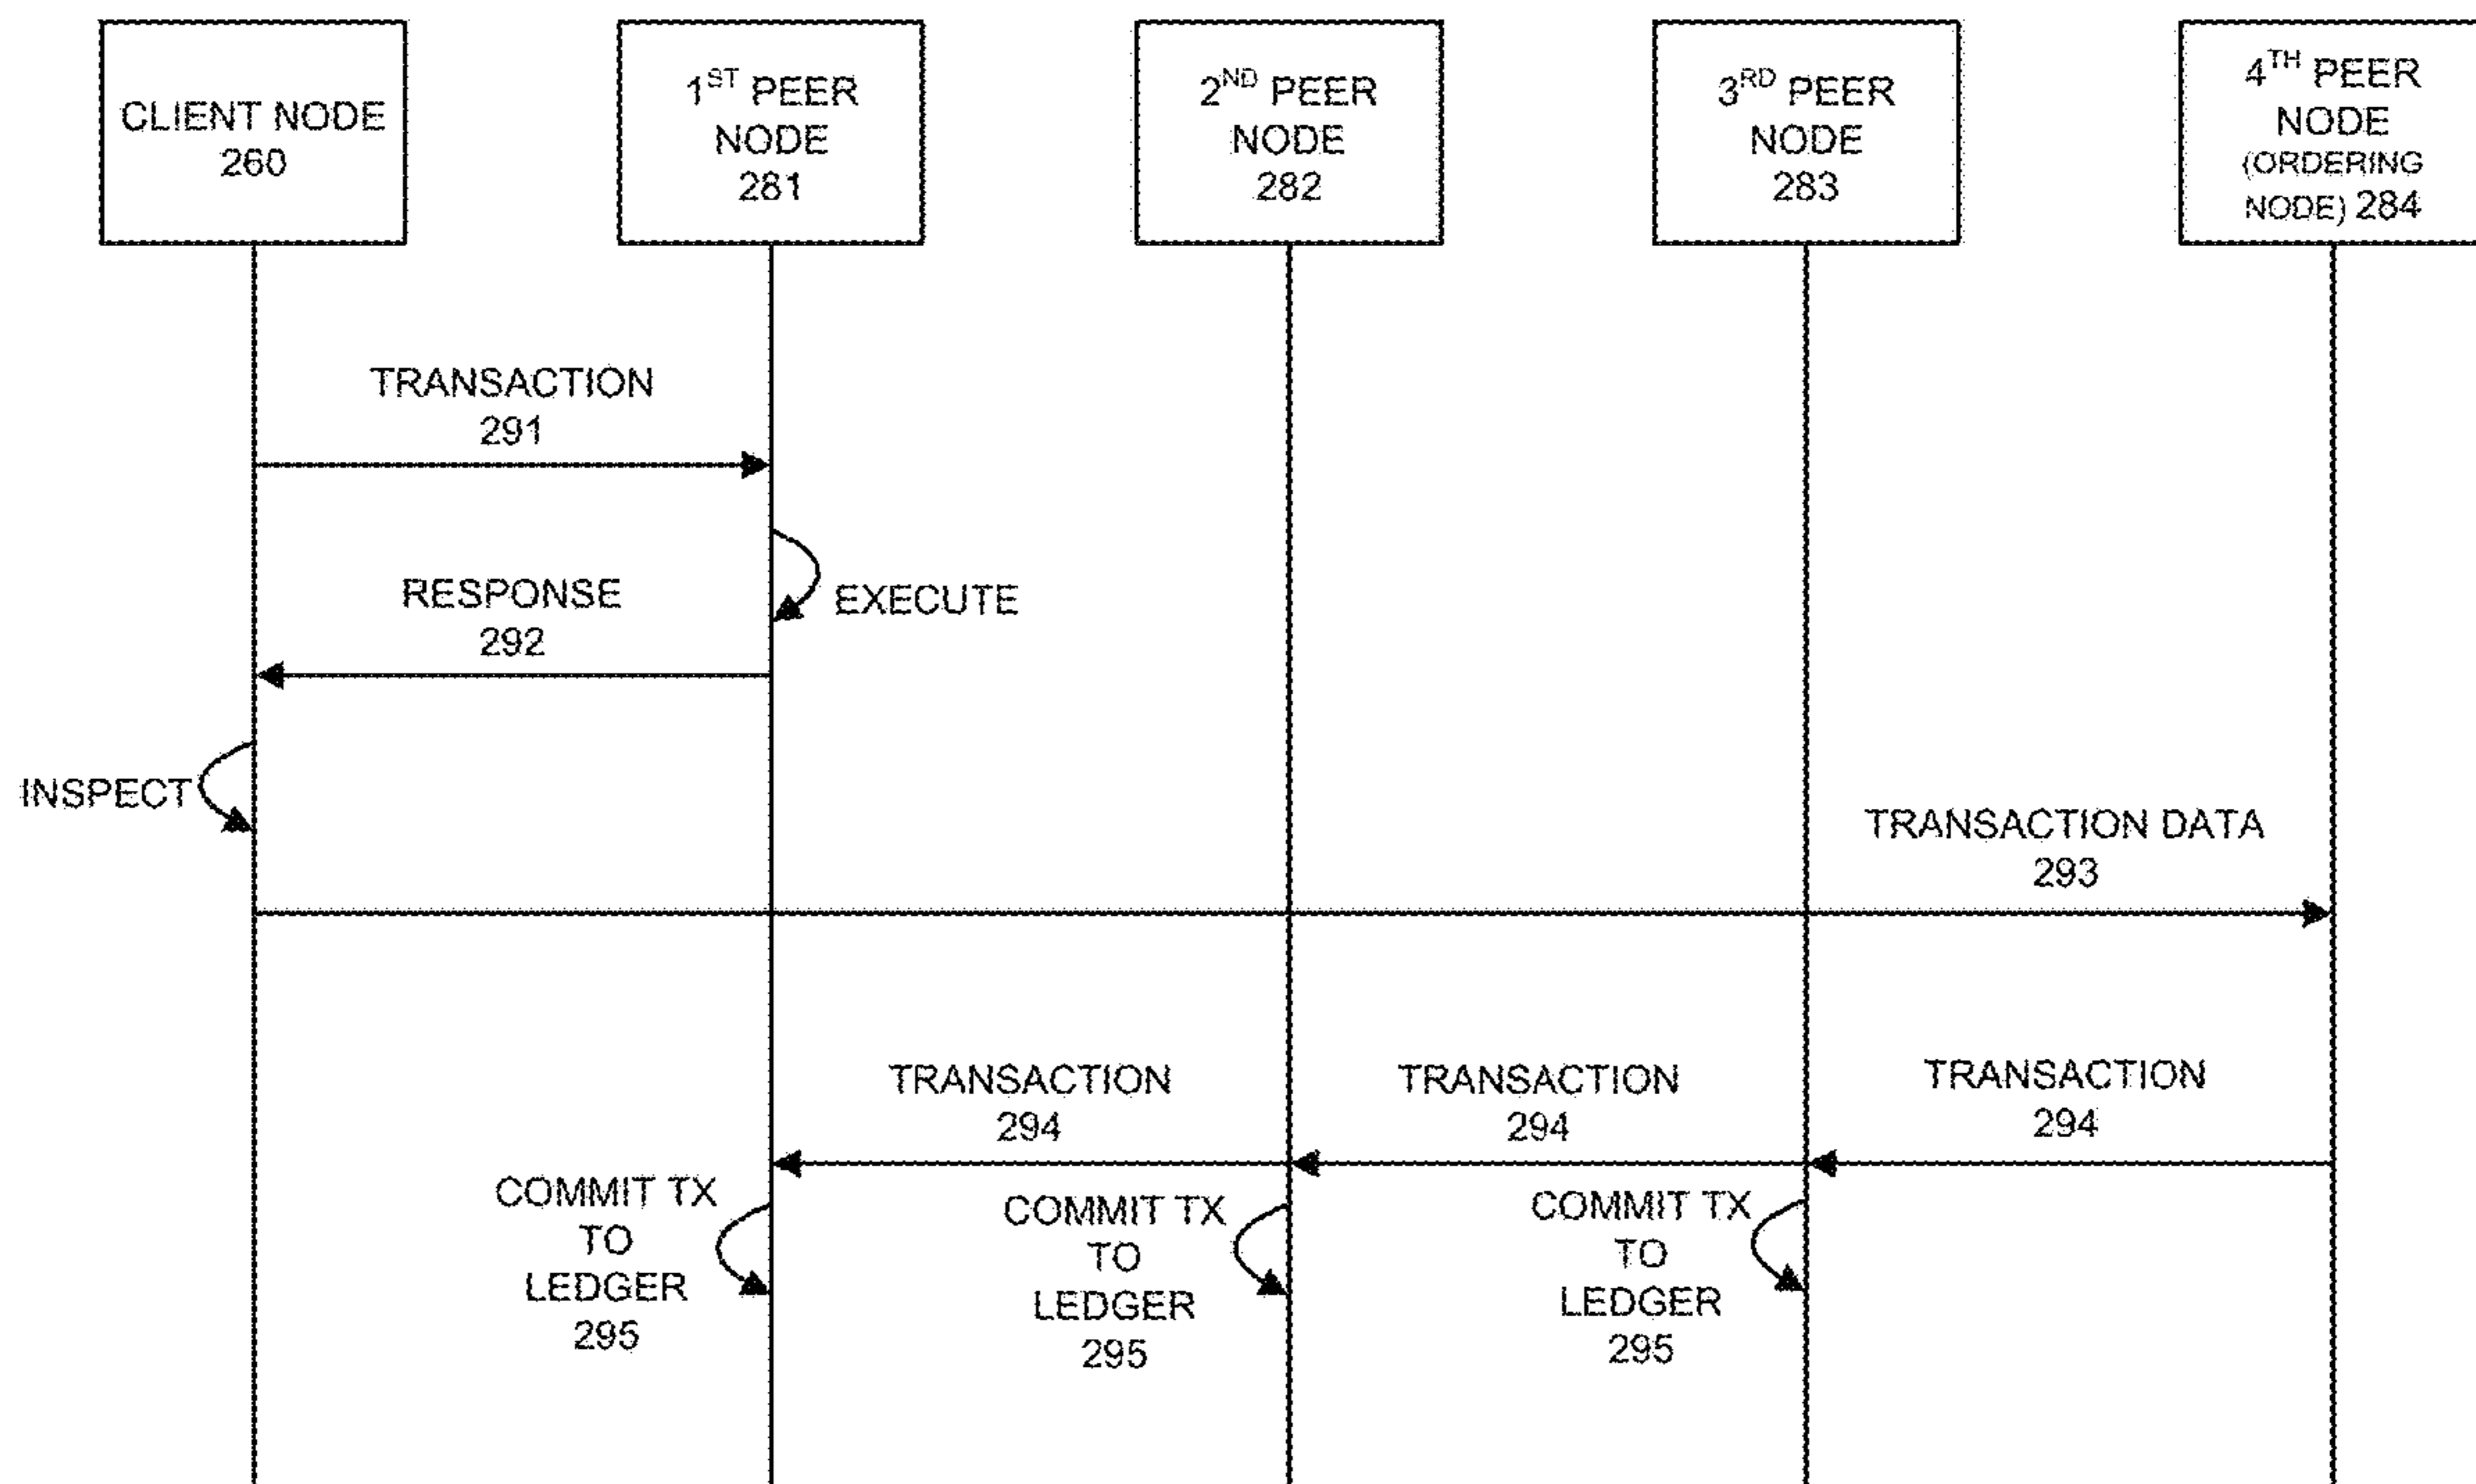 CLIENT NODE
260
1ST PEER
NODE
281
2ND PEER
NODE
282
3RD PEER
NODE
283
4TH PEER
NODE
(ORDERING
NODE) 284
TRANSACTION
291
EXECUTE
RESPONSE
292
INSPECT
TRANSACTION DATA
293
TRANSACTION
294
TRANSACTION
294
TRANSACTION
294
COMMIT TX
TO
LEDGER
295
COMMIT TX
TO
LEDGER
295
COMMIT TX
TO
LEDGER
295